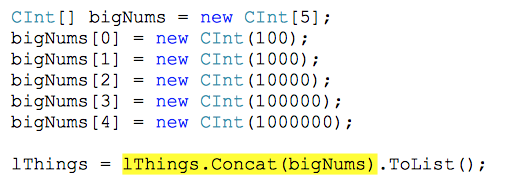 CInt[] bigNums = new CInt[5];
bigNums[0] = new CInt(100);
bigNums[1] = new CInt(1000);
bigNums[2] = new CInt(10000);
bigNums[3] = new CInt(100000);
bigNums[4] = new CInt(1000000);
lThings = lThings.Concat(bigNums).ToList();